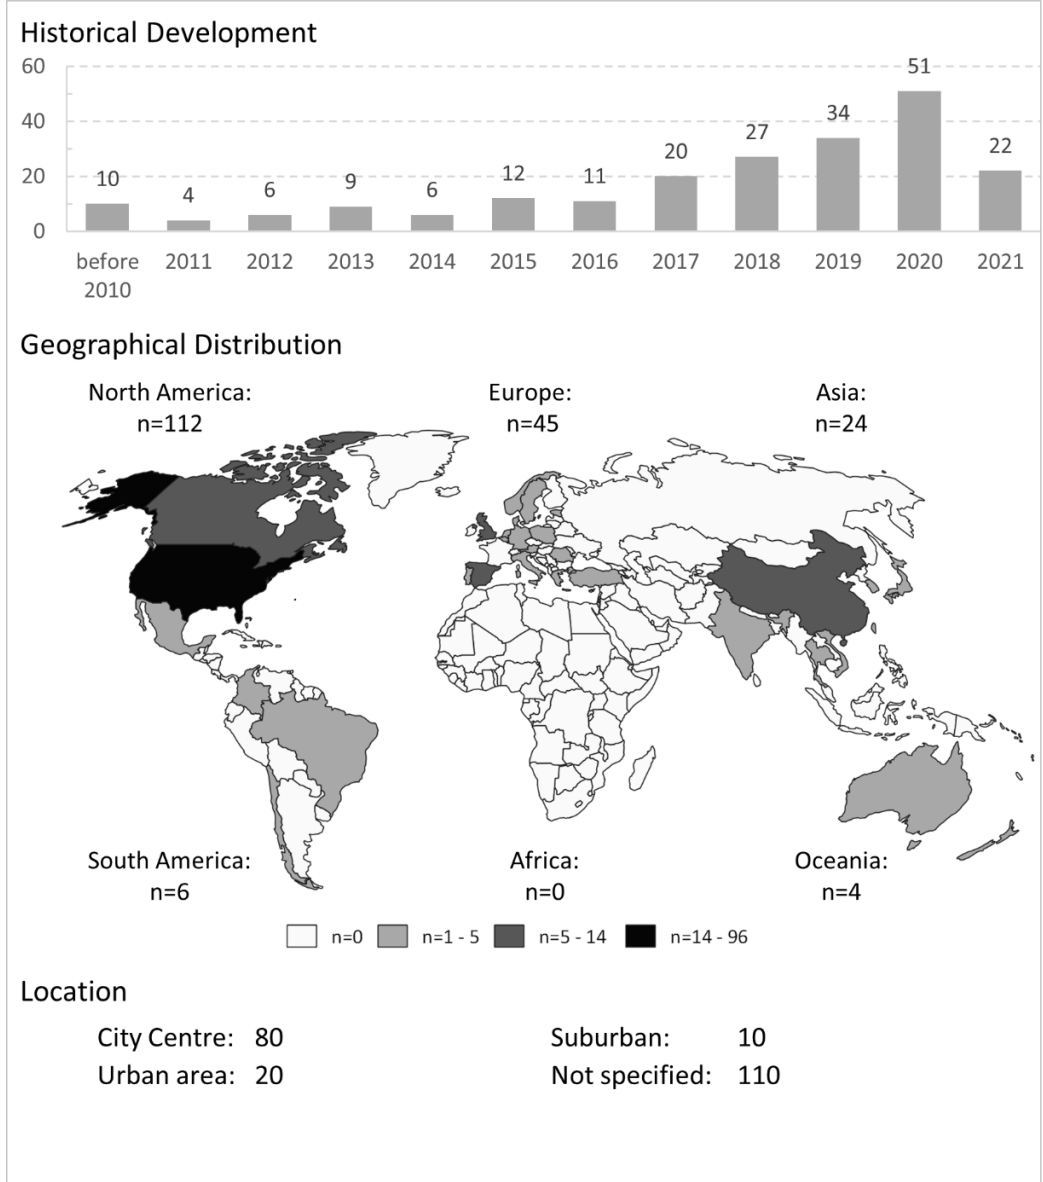 Historical Development
60
40
20
0
10
4
6
9
6
12
11
20
27
34
51
22
before 2010
2011
2012
2013
2014
2015
2016
2017
2018
2019
2020
2021
Geographical Distribution
North America:
n=112
Europe:
n=45
Asia:
n=24
South America:
n=6
Africa:
n=0
Oceania:
n=4
n=0 n=1 - 5 n=5 - 14 n=14 - 96
Location
City Centre: 80 Suburban: 10
Urban area: 20 Not specified: 110